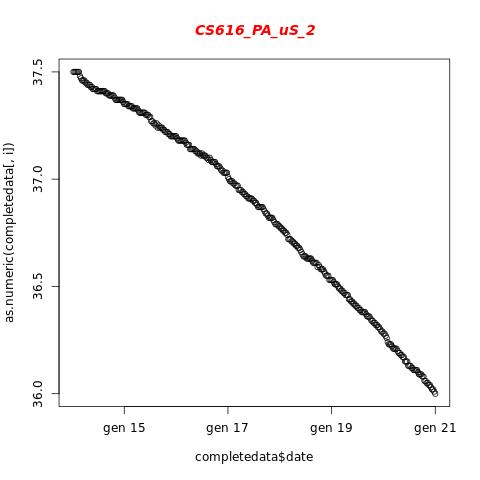 CS616_PA_uS_2
as.numeric(completedata[, i])
37.5
37.0
36.5
36.0
gen 15 gen 17 gen 19 gen 21
completedata$date